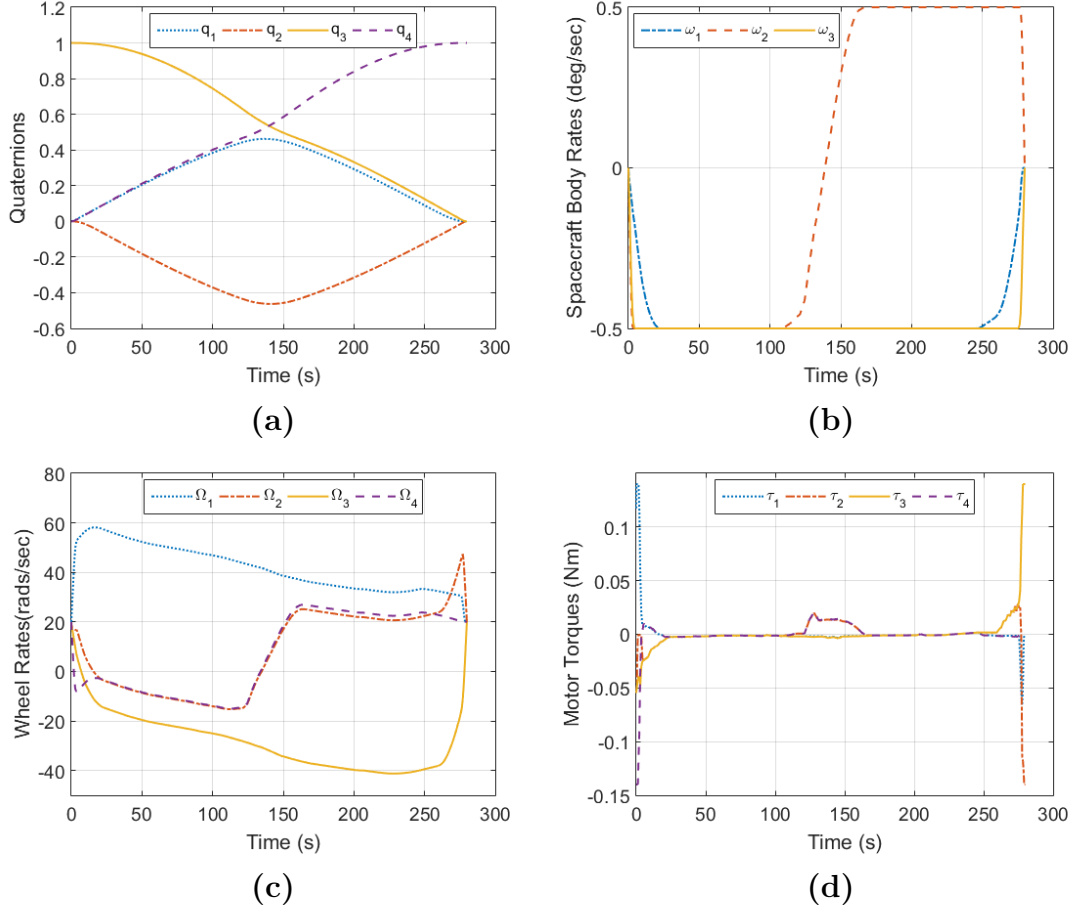 q₁ q₂ q₃ q₄
1.2
1
0.8
0.6
0.4
0.2
0
-0.2
-0.4
-0.6
Quaternions
0 50 100 150 200 250 300
Time (s)
(a)
ω₁ ω₂ ω₃
0.5
0
-0.5
Spacecraft Body Rates (deg/sec)
0 50 100 150 200 250 300
Time (s)
(b)
Ω₁ Ω₂ Ω₃ Ω₄
80
60
40
20
0
-20
-40
Wheel Rates(rads/sec)
0 50 100 150 200 250 300
Time (s)
(c)
τ₁ τ₂ τ₃ τ₄
0.1
0.05
0
-0.05
-0.1
-0.15
Motor Torques (Nm)
0 50 100 150 200 250 300
Time (s)
(d)